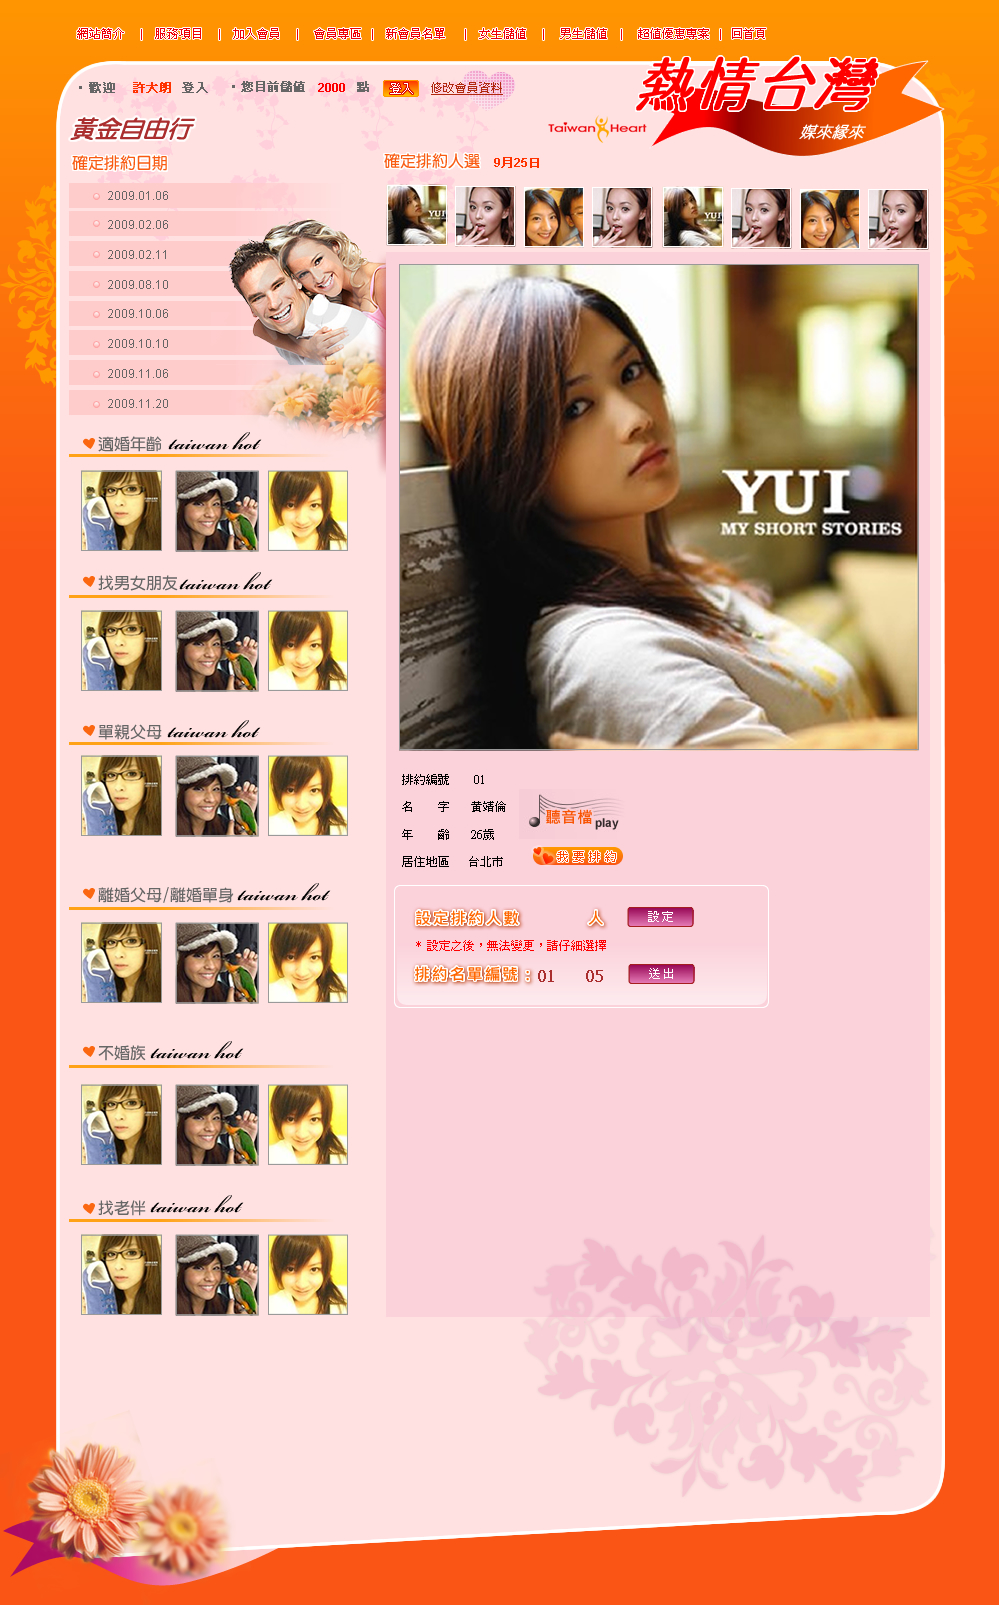 網站簡介 | 服務項目 | 加入會員 | 會員專區 | 新會員名單 | 女生儲值 | 男生儲值 | 超值優惠專案 | 回首頁
熱情台灣
媒來緣來
Taiwan Heart
·歡迎 許大朗 登入 ·您目前儲值 2000 點 登入 修改會員資料
黃金自由行
確定排約日期
2009.01.06
2009.02.06
2009.02.11
2009.08.10
2009.10.06
2009.10.10
2009.11.06
2009.11.20
適婚年齡 taiwan hot
找男女朋友 taiwan hot
單親父母 taiwan hot
離婚父母/離婚單身 taiwan hot
不婚族 taiwan hot
找老伴 taiwan hot
確定排約人選 9月25日
YUI
YUI
YUI
MY SHORT STORIES
排約編號 01
名 字 黃婿倫
年 齡 26歲
居住地區 台北市
聽音檔 play
我要排約
設定排約人數 人 設定
* 設定之後，無法變更，請仔細選擇
排約名單編號：01 05 送出